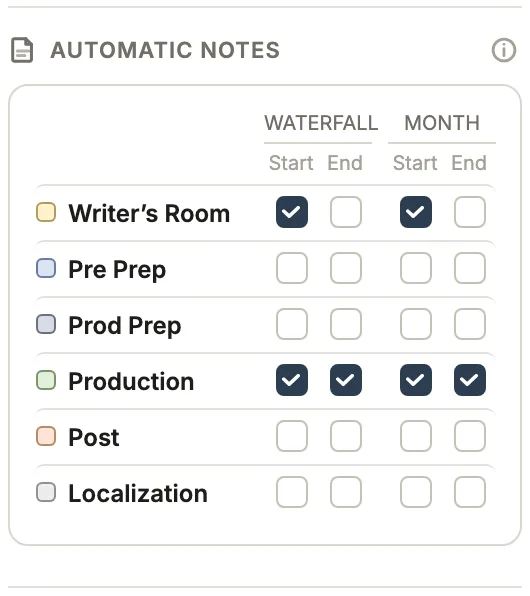 AUTOMATIC NOTES
WATERFALL MONTH
Start End Start End
Writer’s Room
Pre Prep
Prod Prep
Production
Post
Localization